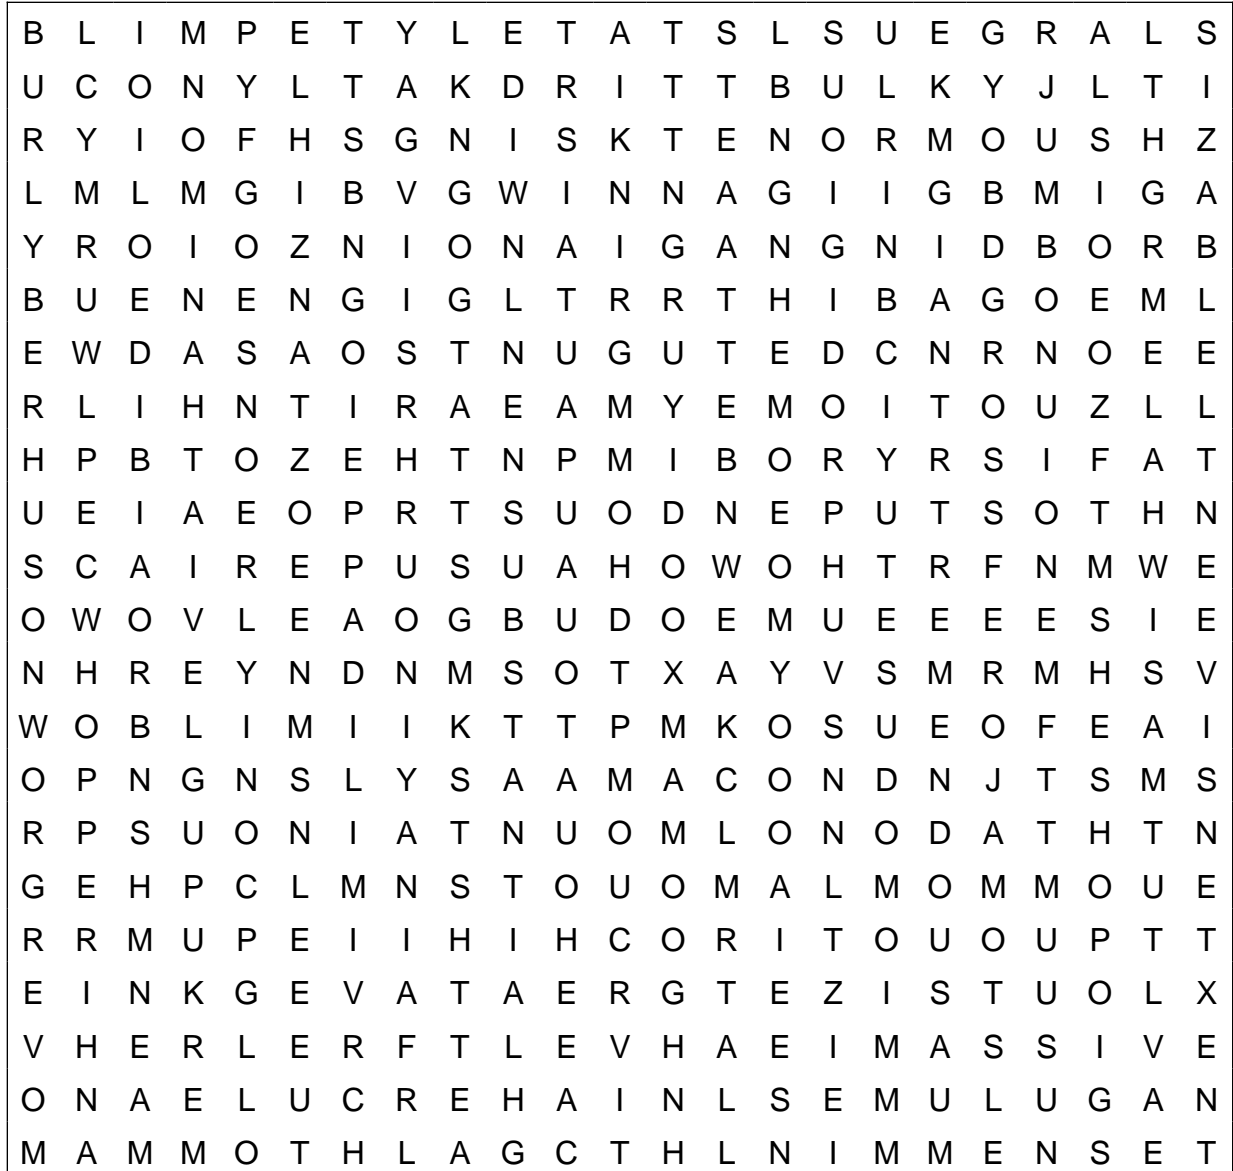 B L I M P E T Y L E T A T S L S U E G R A L S
U C O N Y L T A K D R I T T B U L K Y J L T I
R Y I O F H S G N I S K T E N O R M O U S H Z
L M L M G I B V G W I N N A G I I G B M I G A
Y R O I O Z N I O N A I G A N G N I D B O R B
B U E N E N G I G L T R R T H I B A G O E M L
E W D A S A O S T N U G U T E D C N R N O E E
R L I H N T I R A E A M Y E M O I T O U Z L L
H P B T O Z E H T N P M I B O R Y R S I F A T
U E I A E O P R T S U O D N E P U T S O T H N
S C A I R E P U S U A H O W O H T R F N M W E
O W O V L E A O G B U D O E M U E E E E S I E
N H R E Y N D N M S O T X A Y V S M R M H S V
W O B L I M I I K T T P M K O S U E O F E A I
O P N G N S L Y S A A M A C O N D N J T S M S
R P S U O N I A T N U O M L O N O D A T H T N
G E H P C L M N S T O U O M A L M O M M O U E
R R M U P E I I H I H C O R I T O U O U P T T
E I N K G E V A T A E R G T E Z I S T U O L X
V H E R L E R F T L E V H A E I M A S S I V E
O N A E L U C R E H A I N L S E M U L U G A N
M A M M O T H L A G C T H L N I M M E N S E T